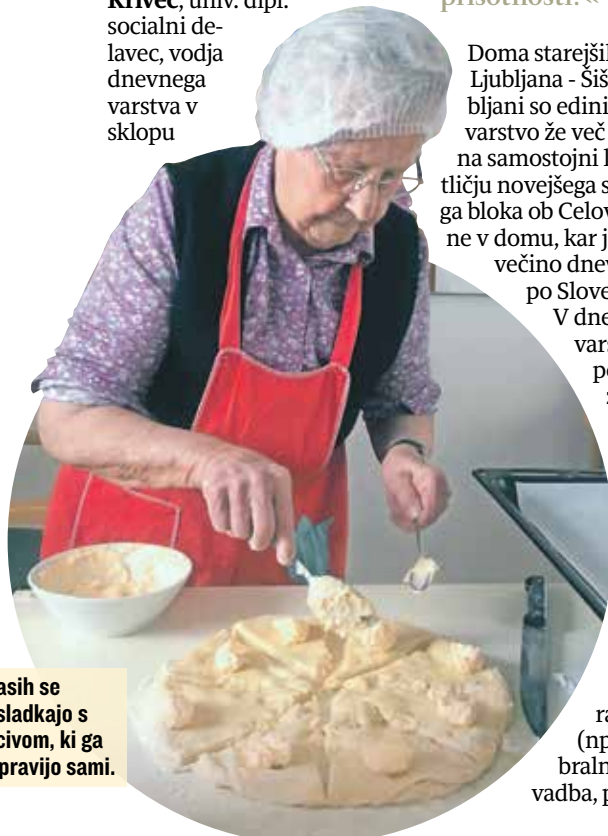 Krivec, univ. dipl.
socialni de-
lavec, vodja
dnevnega
varstva v
sklopu
prisotnosti. «
Doma
Ljubljana - Šiš
bljani so edini
varstvo že več
na samostojni l
tličju novejšega s
ga bloka ob Celov
ne v domu, kar j
večino dnev
po Slove
V dne
vars
po
asih se
sladkajo s
civom, ki ga
pravijo sami.
ra
(np
braln
vadba, p